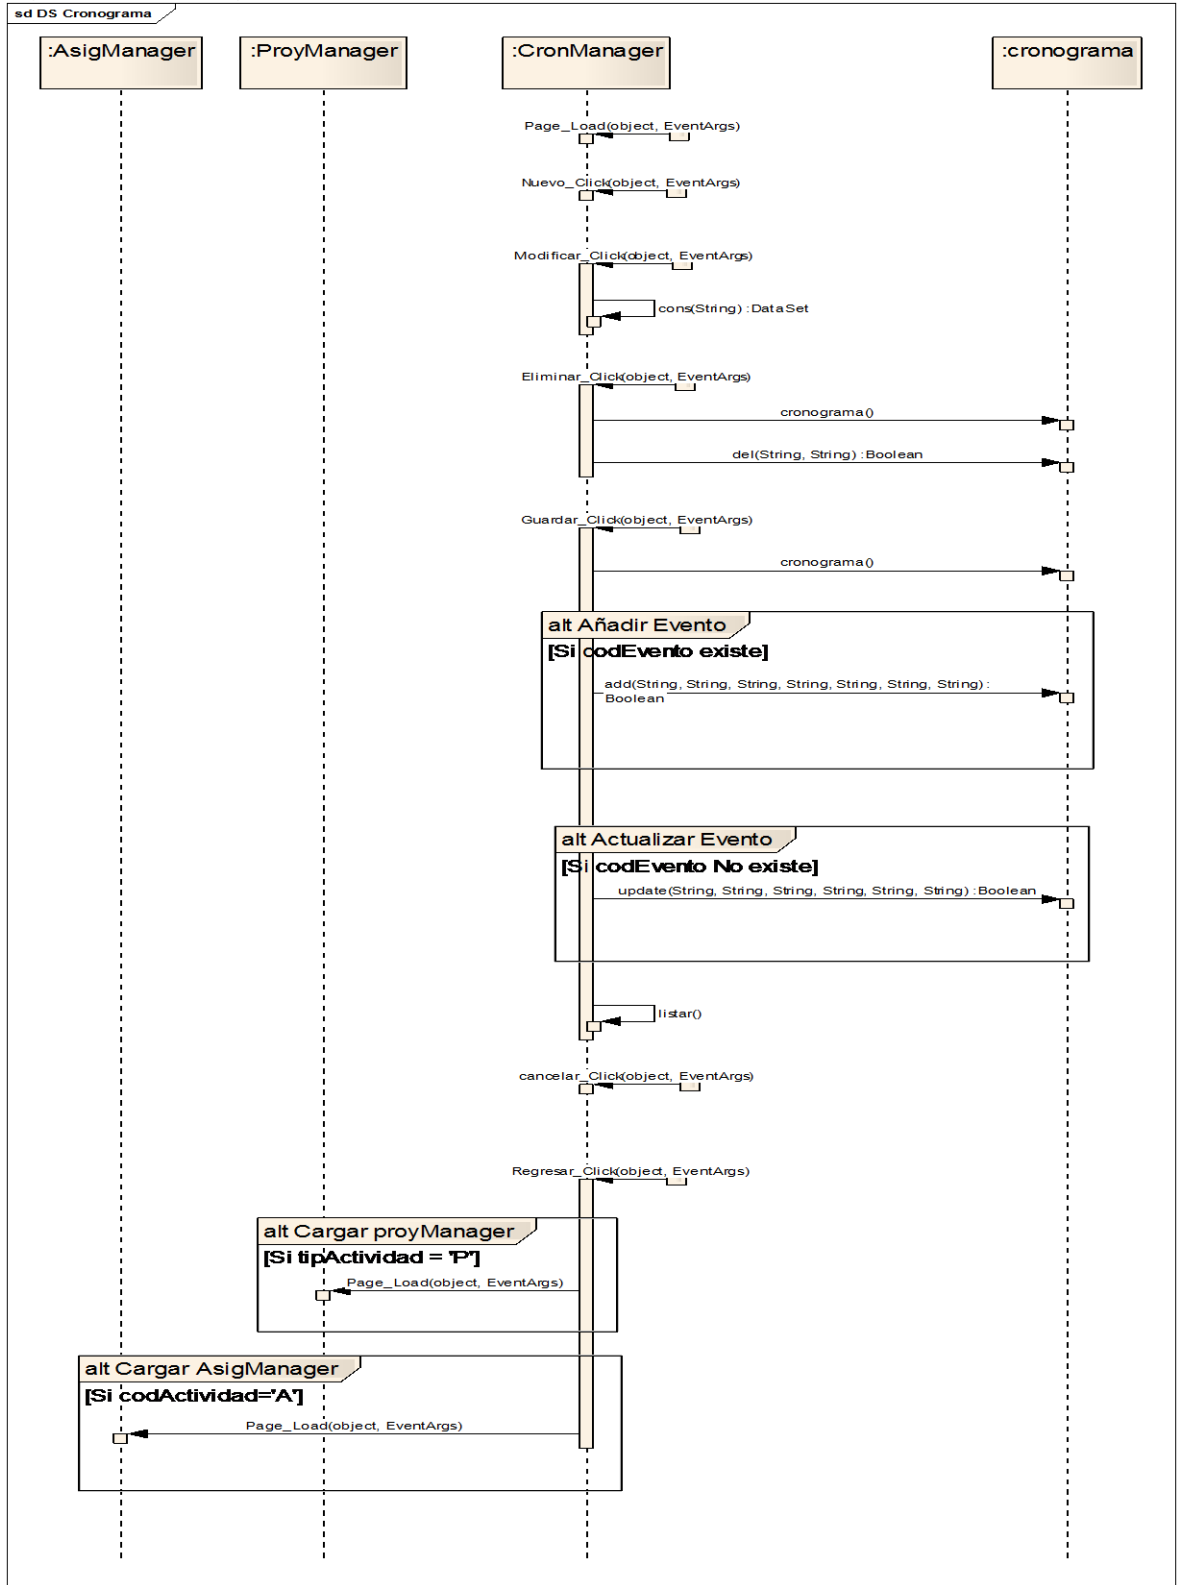 sd DS Cronograma
:AsigManager
:ProyManager
:CronManager
:cronograma
Page_Load(object, EventArgs)
Nuevo_Click(object, EventArgs)
Modificar_Click(object, EventArgs)
cons(String) :DataSet
Eliminar_Click(object, EventArgs)
cronograma()
del(String, String) :Boolean
Guardar_Click(object, EventArgs)
cronograma()
alt Añadir Evento
[Si codEvento existe]
add(String, String, String, String, String, String, String) :
Boolean
alt Actualizar Evento
[Si codEvento No existe]
update(String, String, String, String, String, String) :Boolean
listar()
cancelar_Click(object, EventArgs)
Regresar_Click(object, EventArgs)
alt Cargar proyManager
[Si tipActividad = 'P']
Page_Load(object, EventArgs)
alt Cargar AsigManager
[Si codActividad='A']
Page_Load(object, EventArgs)